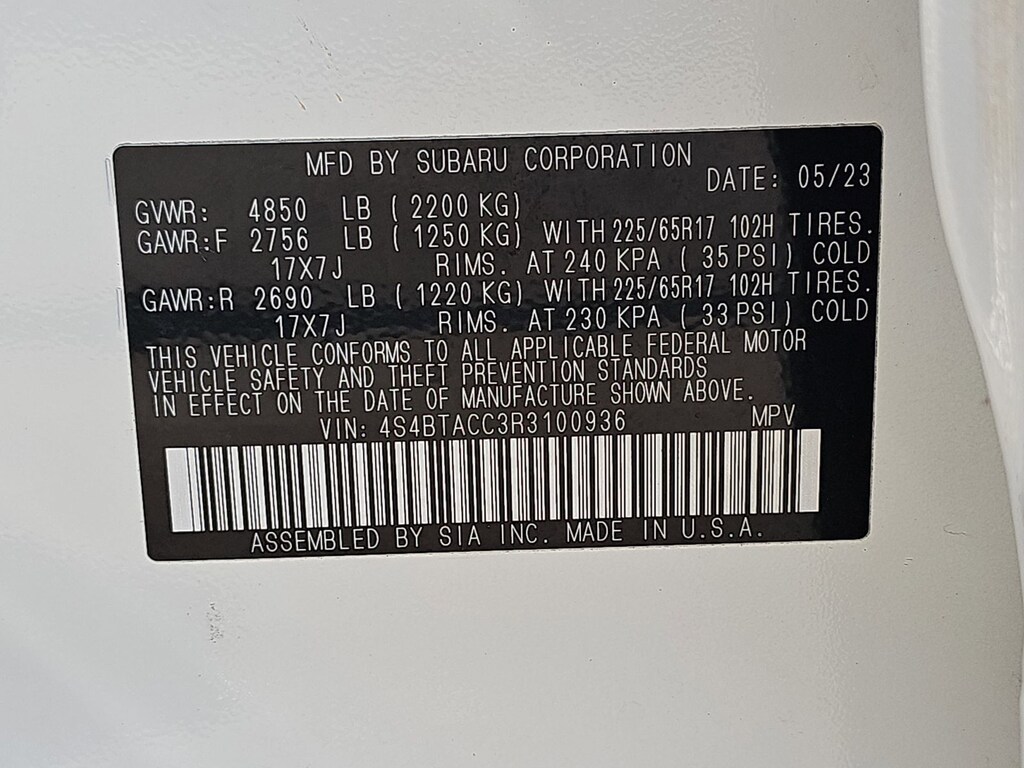 MFD BY SUBARU CORPORATION
DATE: 05/23
GVWR: 4850 LB ( 2200 KG)
GAWR:F 2756 LB ( 1250 KG) WITH 225/65R17 102H TIRES.
17X7J RIMS. AT 240 KPA ( 35 PSI) COLD
GAWR:R 2690 LB ( 1220 KG) WITH 225/65R17 102H TIRES.
17X7J RIMS. AT 230 KPA ( 33 PSI) COLD
THIS VEHICLE CONFORMS TO ALL APPLICABLE FEDERAL MOTOR
VEHICLE SAFETY AND THEFT PREVENTION STANDARDS
IN EFFECT ON THE DATE OF MANUFACTURE SHOWN ABOVE.
VIN: 4S4BTACC3R3100936 MPV
ASSEMBLED BY SIA INC. MADE IN U.S.A.